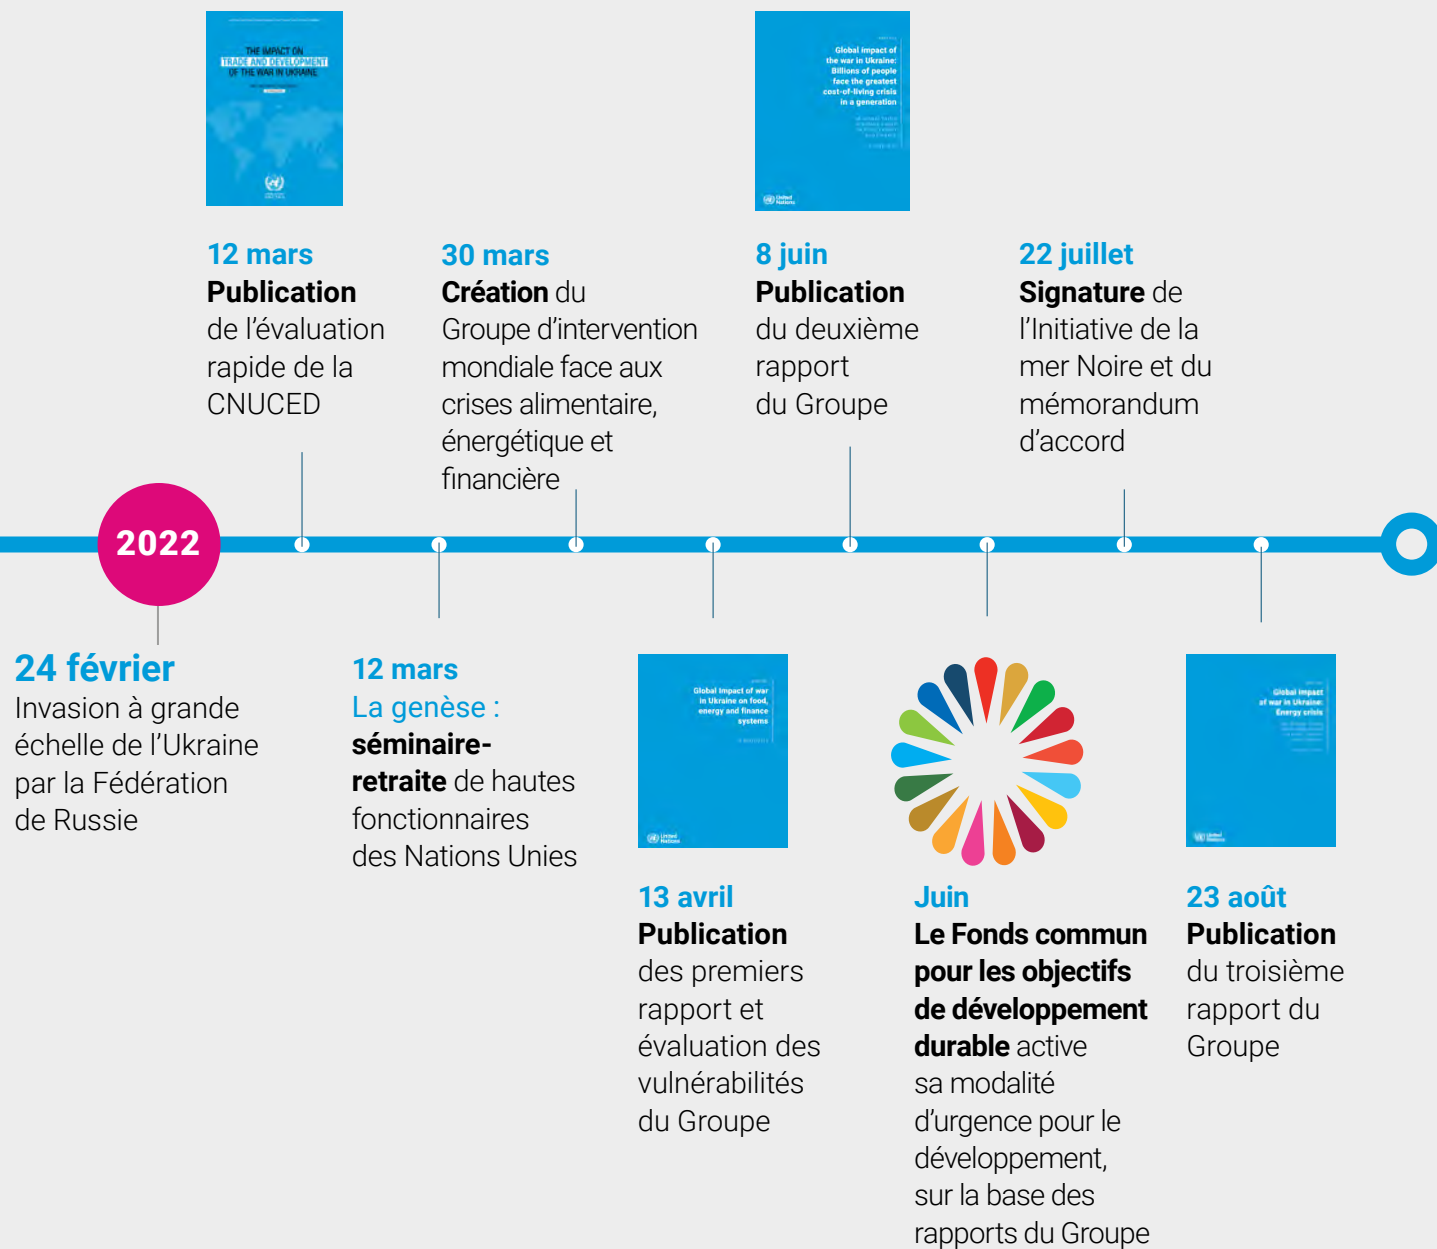 THE IMPACT ON
TRADE AND DEVELOPMENT
OF THE WAR IN UKRAINE
Global impact of
the war in Ukraine:
Billions of people
face the greatest
cost-of-living crisis
in a generation
United
Nations
12 mars
Publication
de l'évaluation
rapide de la
CNUCED
30 mars
Création du
Groupe d'intervention
mondiale face aux
crises alimentaire,
énergétique et
financière
8 juin
Publication
du deuxième
rapport
du Groupe
22 juillet
Signature de
l'Initiative de la
mer Noire et du
mémorandum
d'accord
2022
24 février
Invasion à grande
échelle de l'Ukraine
par la Fédération
de Russie
12 mars
La genèse :
séminaire-
retraite de hautes
fonctionnaires
des Nations Unies
Global impact of war
in Ukraine on food,
energy and finance
systems
United
Nations
13 avril
Publication
des premiers
rapport et
évaluation des
vulnérabilités
du Groupe
Juin
Le Fonds commun
pour les objectifs
de développement
durable active
sa modalité
d'urgence pour le
développement,
sur la base des
rapports du Groupe
Global impact
of war in Ukraine:
Energy crisis
United
Nations
23 août
Publication
du troisième
rapport du
Groupe